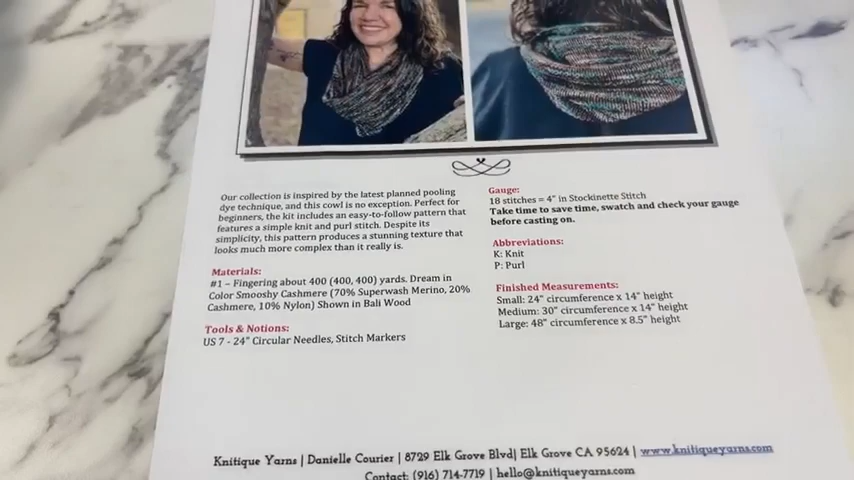 Our collection is inspired by the latest planned pooling
dye technique, and this cowl is no exception. Perfect for
beginners, the kit includes an easy-to-follow pattern that
features a simple knit and purl stitch. Despite its
simplicity, this pattern produces a stunning texture that
looks much more complex than it really is.
Materials:
#1 – Fingering about 400 (400, 400) yards. Dream in
Color Smooshy Cashmere (70% Superwash Merino, 20%
Cashmere, 10% Nylon) Shown in Bali Wood
Tools & Notions:
US 7 - 24" Circular Needles, Stitch Markers
Gauge:
18 stitches = 4" in Stockinette Stitch
Take time to save time, swatch and check your gauge
before casting on.
Abbreviations:
K: Knit
P: Purl
Finished Measurements:
Small: 24" circumference x 14" height
Medium: 30" circumference x 14" height
Large: 48" circumference x 8.5" height
Knitique Yarns | Danielle Courier | 8729 Elk Grove Blvd| Elk Grove CA 95624 | www.knitiqueyarns.com
Contact: (916) 714-7719 | hello@knitiqueyarns.com